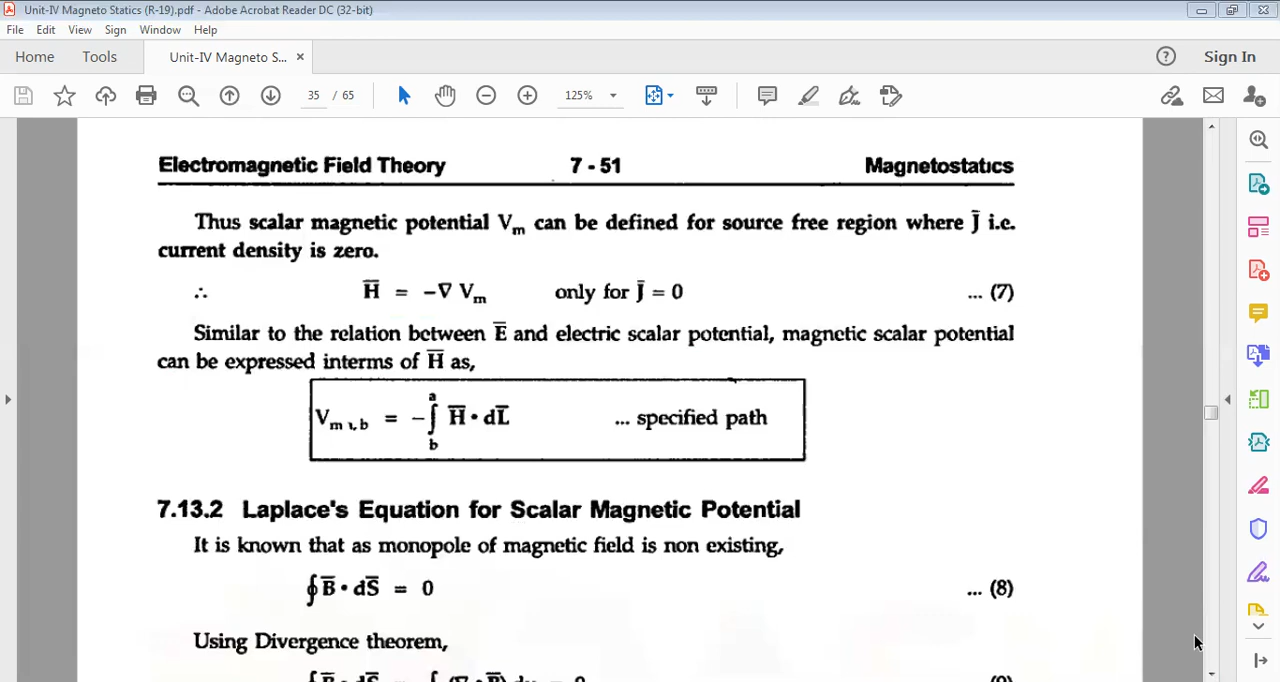 Unit-IV Magneto Statics (R-19).pdf - Adobe Acrobat Reader DC (32-bit)
File Edit View Sign Window Help
Home Tools Unit-IV Magneto S... × Sign In
35 / 65 125%
Electromagnetic Field Theory 7 - 51 Magnetostatics
Thus scalar magnetic potential Vm can be defined for source free region where J̄ i.e.
current density is zero.
∴ H̄ = −∇ Vm only for J̄ = 0 ... (7)
Similar to the relation between Ē and electric scalar potential, magnetic scalar potential
can be expressed interms of H̄ as,
a
Vm ,b = −∫ H̄ • dL̄ ... specified path
b
7.13.2 Laplace's Equation for Scalar Magnetic Potential
It is known that as monopole of magnetic field is non existing,
∮ B̄ • dS̄ = 0 ... (8)
Using Divergence theorem,